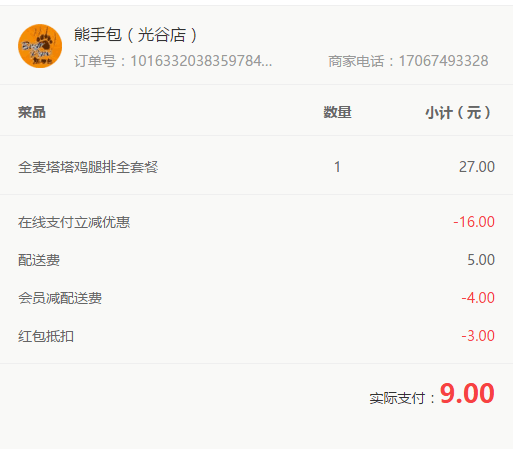 熊手包（光谷店）
订单号：1016332038359784... 商家电话：17067493328
菜品 数量 小计（元）
全麦塔塔鸡腿排全套餐 1 27.00
在线支付立减优惠 -16.00
配送费 5.00
会员减配送费 -4.00
红包抵扣 -3.00
实际支付：9.00